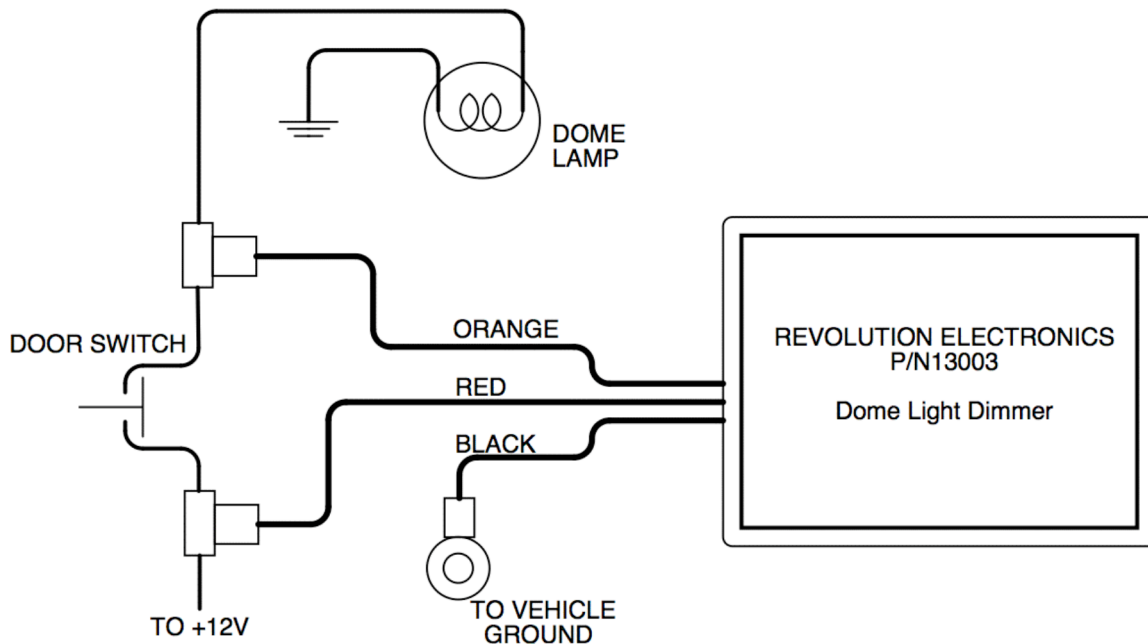 DOME
LAMP
DOOR SWITCH
ORANGE
RED
BLACK
REVOLUTION ELECTRONICS
P/N13003
Dome Light Dimmer
TO +12V
TO VEHICLE
GROUND